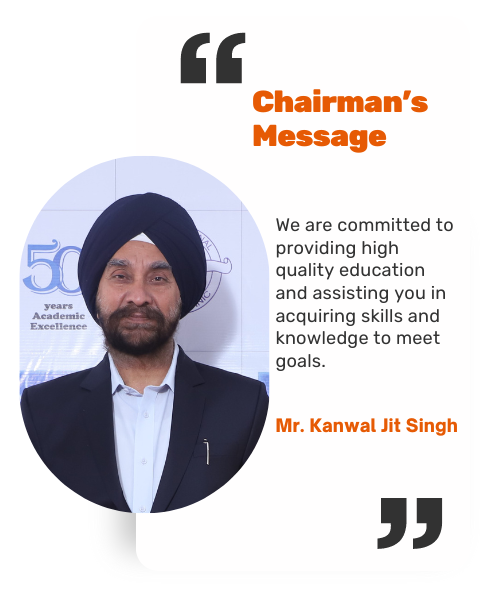 Chairman's
Message
We are committed to
providing high
quality education
and assisting you in
acquiring skills and
knowledge to meet
goals.
Mr. Kanwal Jit Singh
50
years
Academic
Excellence